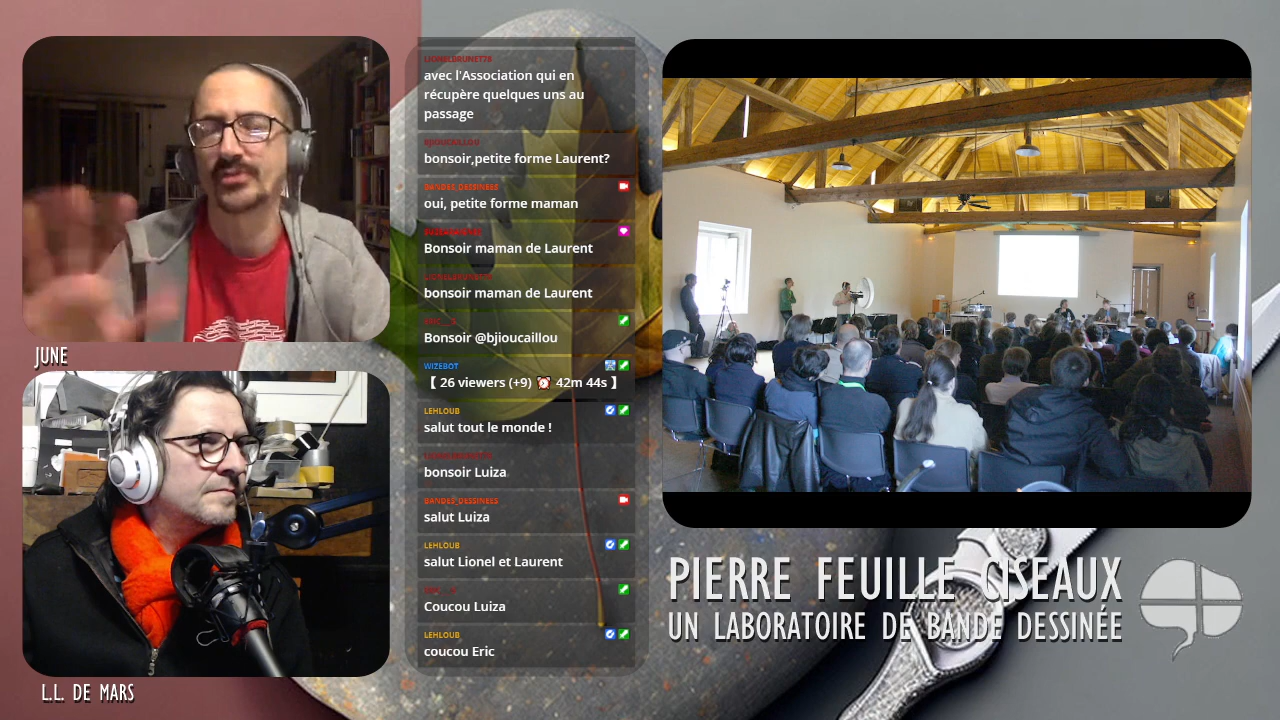 JUNE
L.L. DE MARS
LIONELBRUNET78
avec l'Association qui en
récupère quelques uns au
passage
BJIOUCAILLOU
bonsoir,petite forme Laurent?
BANDES_DESSINEES
oui, petite forme maman
Bonsoir maman de Laurent
bonsoir maman de Laurent
Bonsoir @bjioucaillou
WIZEBOT
【 26 viewers (+9) ⏰ 42m 44s 】
LEHLOUB
salut tout le monde !
bonsoir Luiza
BANDES_DESSINEES
salut Luiza
LEHLOUB
salut Lionel et Laurent
Coucou Luiza
LEHLOUB
coucou Eric
PIERRE FEUILLE CISEAUX
UN LABORATOIRE DE BANDE DESSINÉE